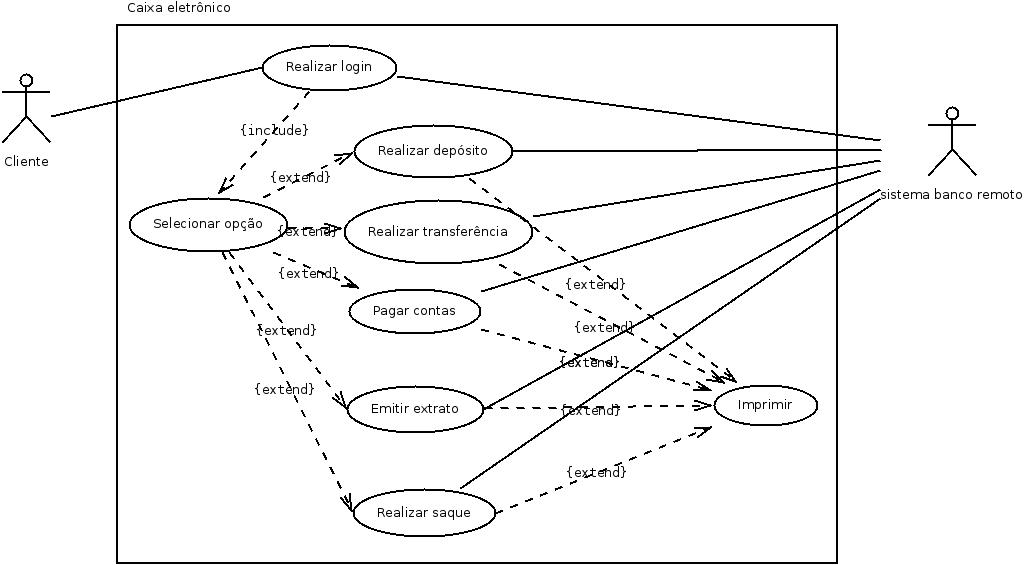 Caixa eletrônico
Realizar login
Cliente
{include}
Realizar depósito
{extend}
sistema banco remoto
Selecionar opção
{extend}
Realizar transferência
{extend}
{extend}
Pagar contas
{extend}
{extend}
{extend}
{extend}
Emitir extrato
{extend}
Imprimir
{extend}
Realizar saque